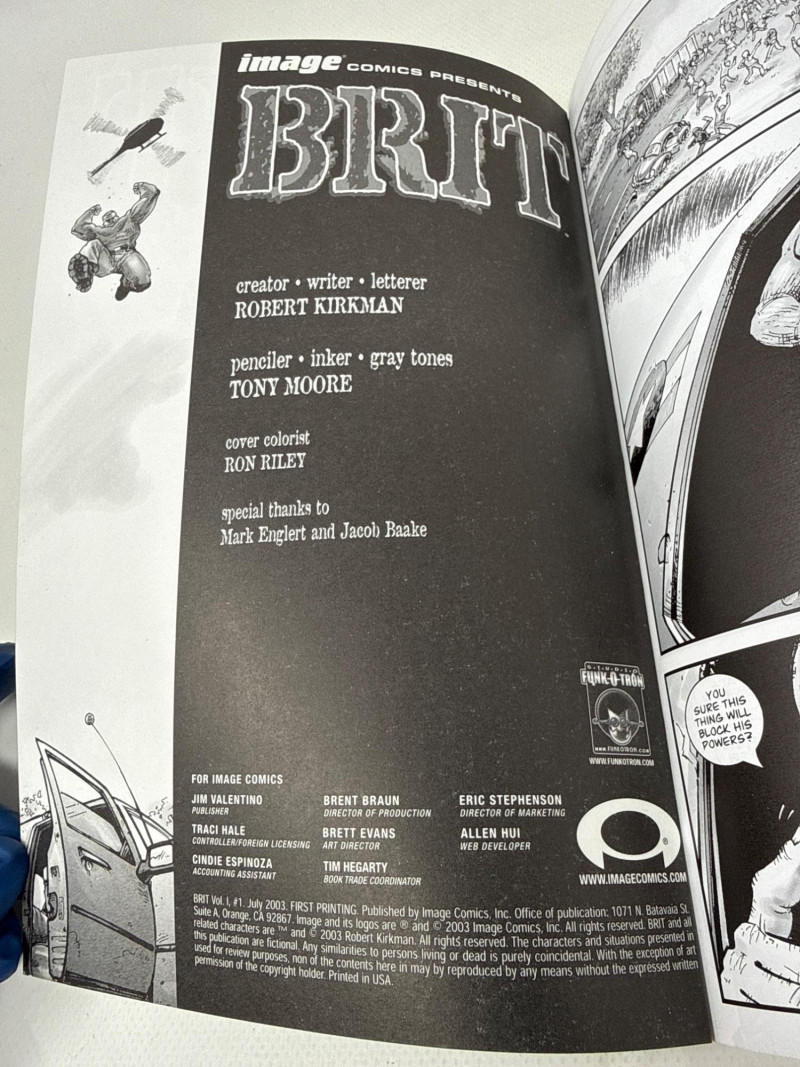 image® COMICS PRESENTS
BRIT
creator • writer • letterer
ROBERT KIRKMAN
penciler • inker • gray tones
TONY MOORE
cover colorist
RON RILEY
special thanks to
Mark Englert and Jacob Baake
STUDIO
FUNK-O-TRON
WWW.FUNKOTRON.COM
WWW.FUNKOTRON.COM
FOR IMAGE COMICS
JIM VALENTINO
PUBLISHER
TRACI HALE
CONTROLLER/FOREIGN LICENSING
CINDIE ESPINOZA
ACCOUNTING ASSISTANT
BRENT BRAUN
DIRECTOR OF PRODUCTION
BRETT EVANS
ART DIRECTOR
TIM HEGARTY
BOOK TRADE COORDINATOR
ERIC STEPHENSON
DIRECTOR OF MARKETING
ALLEN HUI
WEB DEVELOPER
®
WWW.IMAGECOMICS.COM
BRIT Vol. I, #1. July 2003. FIRST PRINTING. Published by Image Comics, Inc. Office of publication: 1071 N. Batavaia St.
Suite A, Orange, CA 92867. Image and its logos are ® and © 2003 Image Comics, Inc. All rights reserved. BRIT and all
related characters are ™ and © 2003 Robert Kirkman. All rights reserved. The characters and situations presented in
this publication are fictional. Any similarities to persons living or dead is purely coincidental. With the exception of art
used for review purposes, non of the contents here in may by reproduced by any means without the expressed written
permission of the copyright holder. Printed in USA.
YOU
SURE THIS
THING WILL
BLOCK HIS
POWERS?